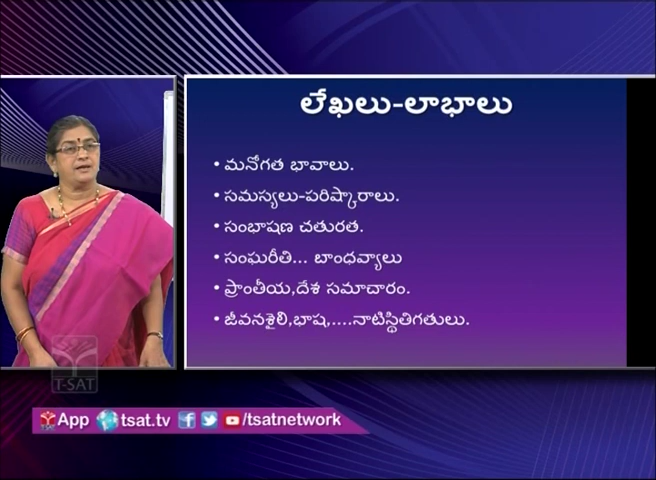 లేఖలు-లాభాలు
• మనోగత భావాలు.
• సమస్యలు-పరిష్కారాలు.
• సంభాషణ చతురత.
• సంఘరీతి... బాంధవ్యాలు
• ప్రాంతీయ,దేశ సమాచారం.
• జీవనశైలి,భాష,....నాటిస్థితిగతులు.
T-SAT
App tsat.tv /tsatnetwork